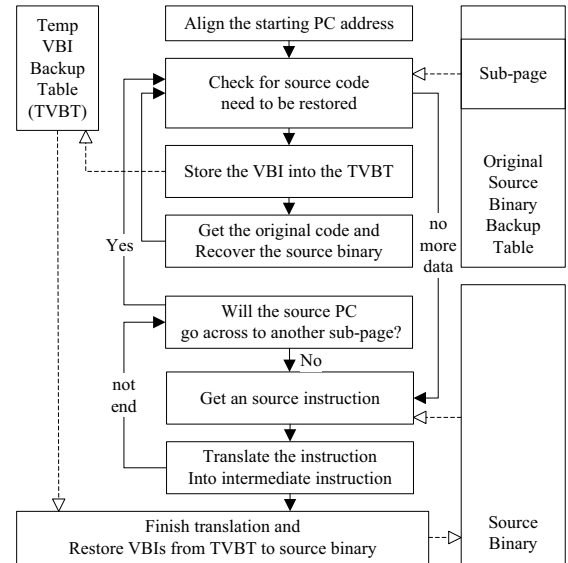 Temp
VBI
Backup
Table
(TVBT)
Align the starting PC address
Check for source code
need to be restored
Sub-page
Store the VBI into the TVBT
Original
Source
Binary
Backup
Table
Get the original code and
Recover the source binary
Yes
no
more
data
Will the source PC
go across to another sub-page?
No
not
end
Get an source instruction
Translate the instruction
Into intermediate instruction
Finish translation and
Restore VBIs from TVBT to source binary
Source
Binary